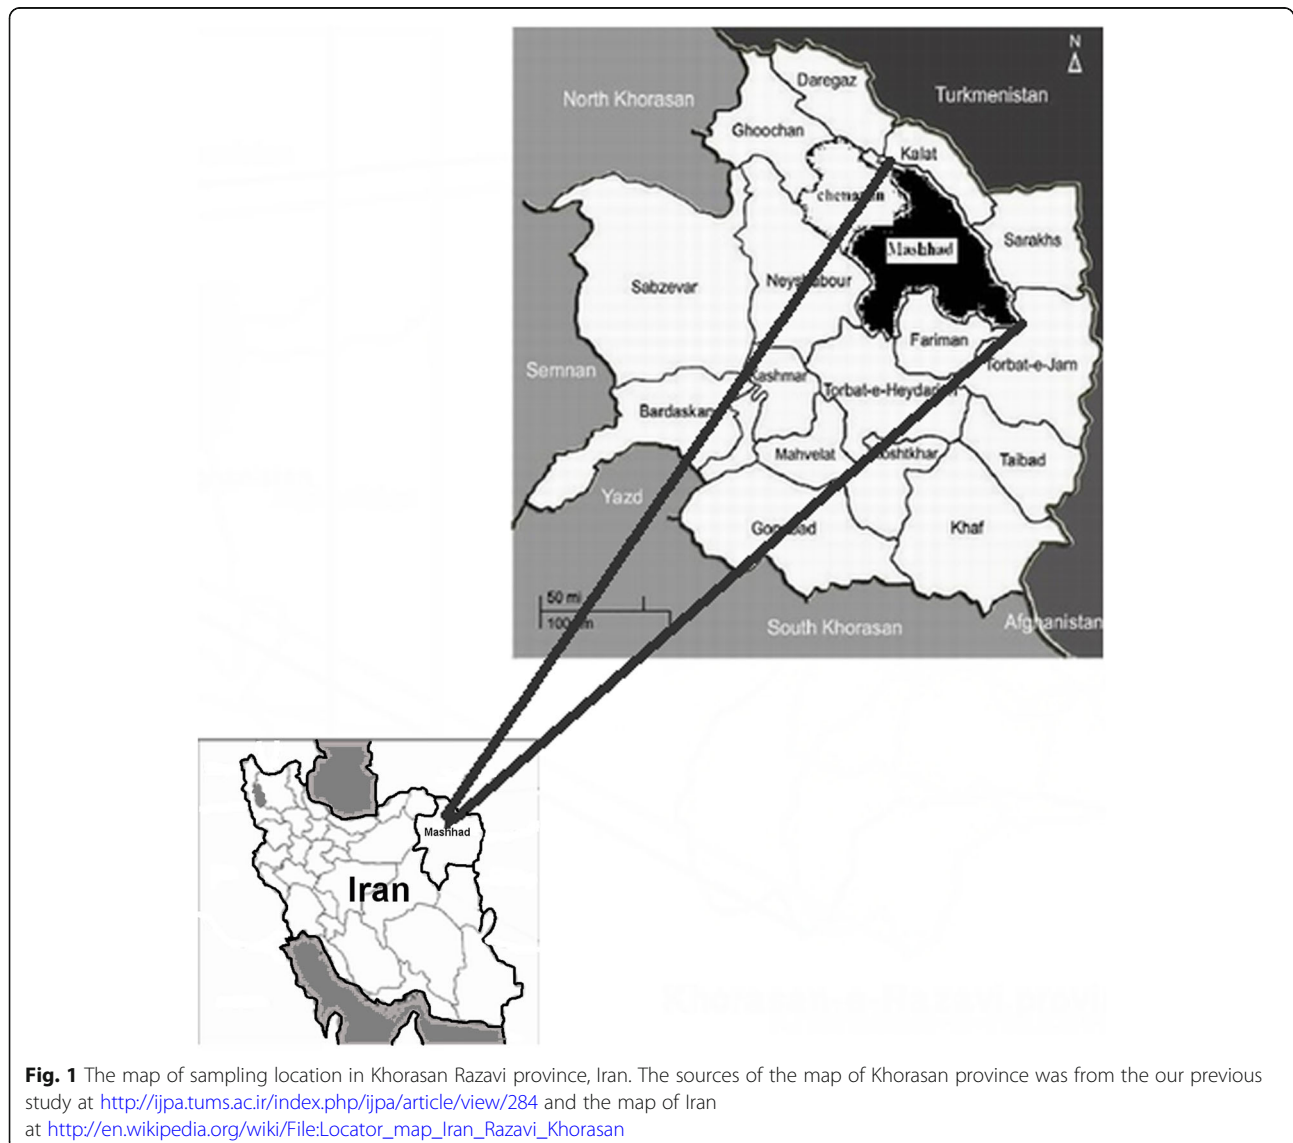 N
Daregaz
Turkmenistan
North Khorasan
Ghoochan
Kalat
Mashhad
Sarakhs
Sabzevar
Fariman
Semnan
Torbat-e-Jam
Bardaskan
Mahvelat
Taibad
Yazd
Khaf
50 mi
South Khorasan
Afghanistan
Mashhad
Iran
Fig. 1 The map of sampling location in Khorasan Razavi province, Iran. The sources of the map of Khorasan province was from the our previous
study at http://ijpa.tums.ac.ir/index.php/ijpa/article/view/284 and the map of Iran
at http://en.wikipedia.org/wiki/File:Locator_map_Iran_Razavi_Khorasan